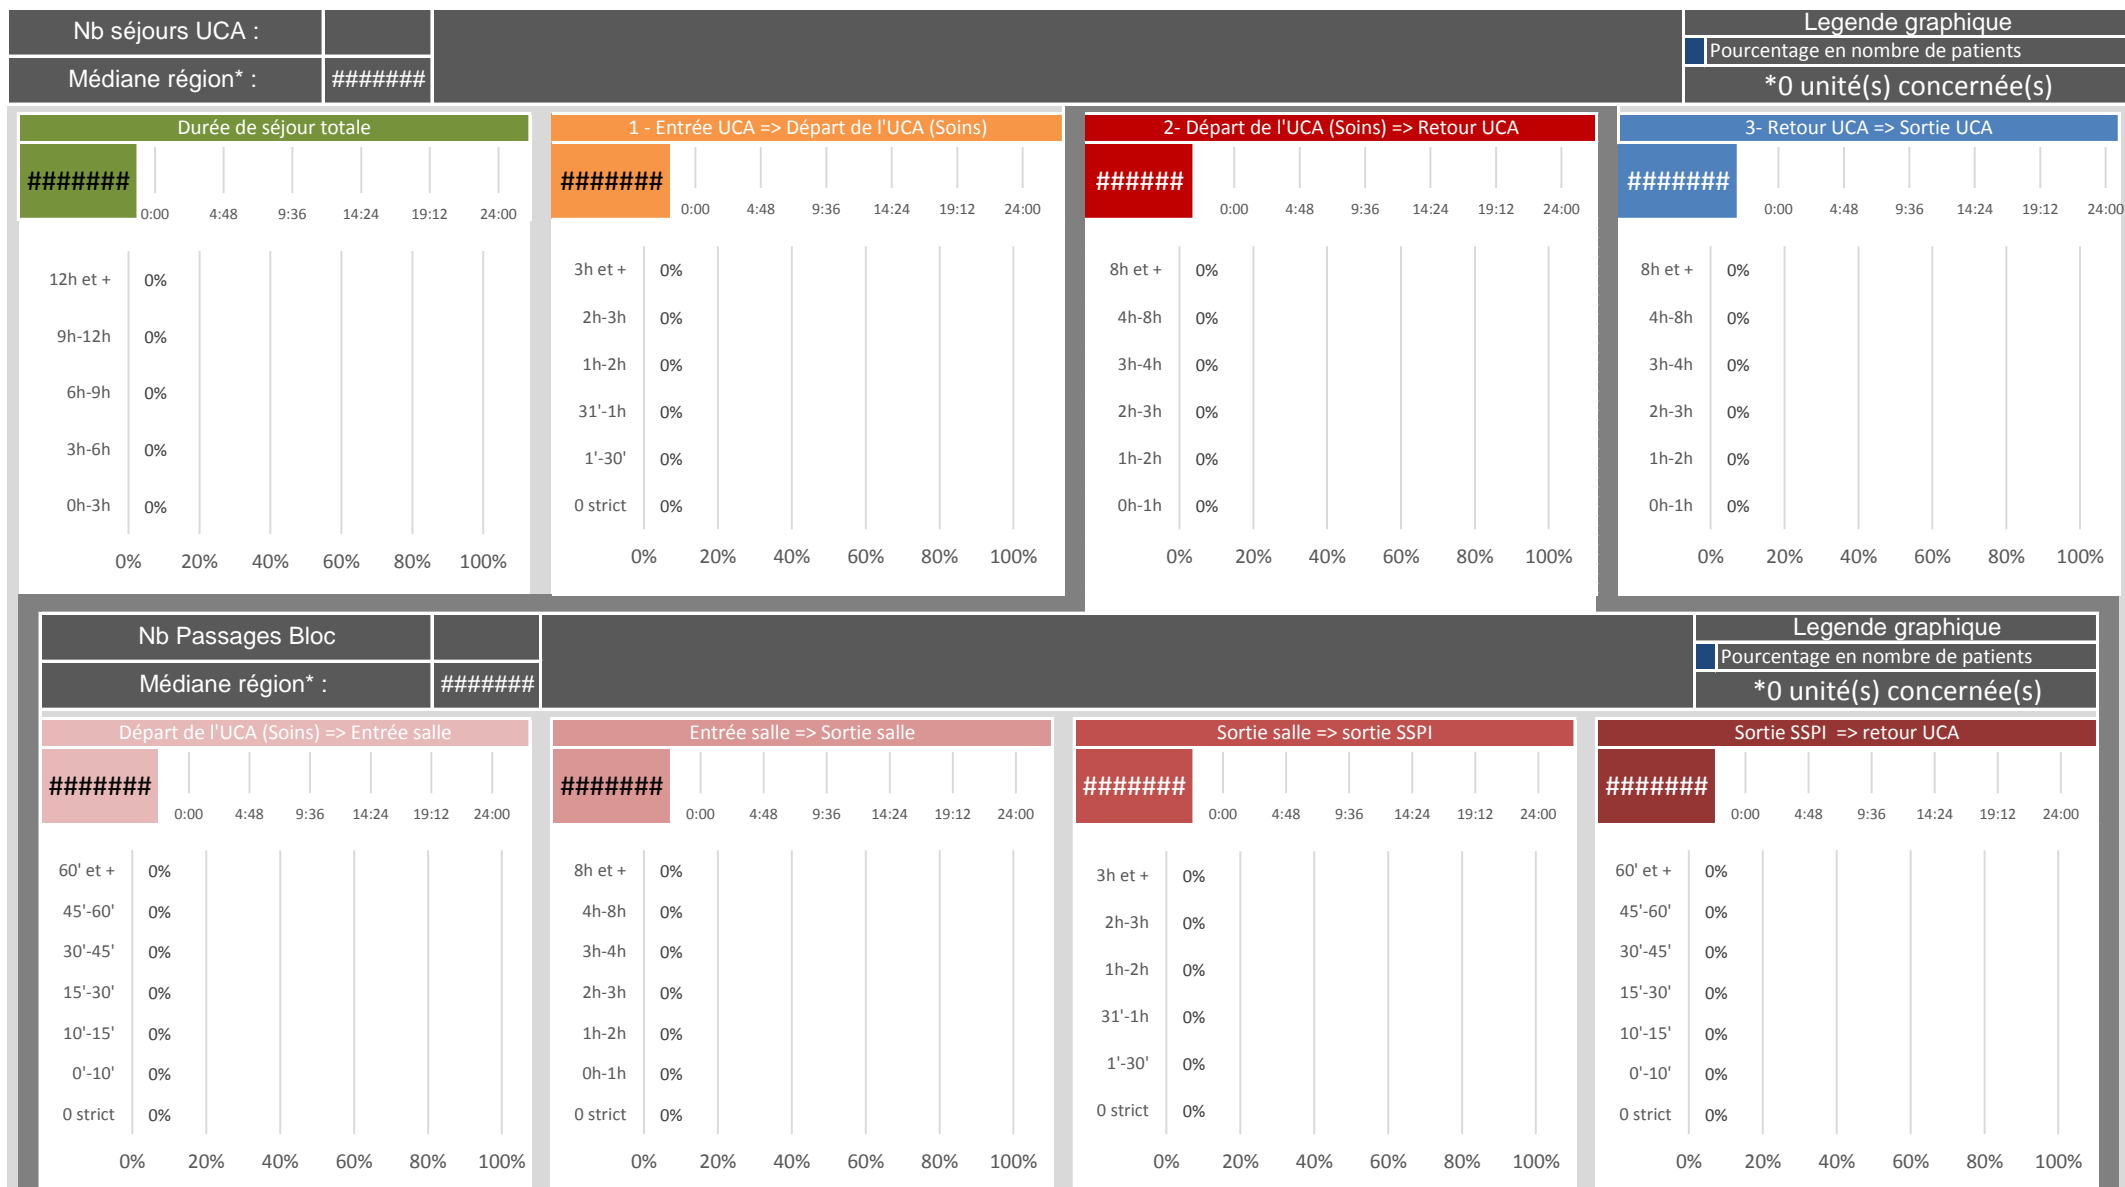 Nb séjours UCA :
Legende graphique
Pourcentage en nombre de patients
Médiane région* : #######
*0 unité(s) concernée(s)
Durée de séjour totale
#######
0:00 4:48 9:36 14:24 19:12 24:00
12h et + 0%
9h-12h 0%
6h-9h 0%
3h-6h 0%
0h-3h 0%
0% 20% 40% 60% 80% 100%
1 - Entrée UCA => Départ de l'UCA (Soins)
#######
0:00 4:48 9:36 14:24 19:12 24:00
3h et + 0%
2h-3h 0%
1h-2h 0%
31'-1h 0%
1'-30' 0%
0 strict 0%
0% 20% 40% 60% 80% 100%
2- Départ de l'UCA (Soins) => Retour UCA
######
0:00 4:48 9:36 14:24 19:12 24:00
8h et + 0%
4h-8h 0%
3h-4h 0%
2h-3h 0%
1h-2h 0%
0h-1h 0%
0% 20% 40% 60% 80% 100%
3- Retour UCA => Sortie UCA
#######
0:00 4:48 9:36 14:24 19:12 24:00
8h et + 0%
4h-8h 0%
3h-4h 0%
2h-3h 0%
1h-2h 0%
0h-1h 0%
0% 20% 40% 60% 80% 100%
Nb Passages Bloc
Legende graphique
Pourcentage en nombre de patients
Médiane région* : #######
*0 unité(s) concernée(s)
Départ de l'UCA (Soins) => Entrée salle
#######
0:00 4:48 9:36 14:24 19:12 24:00
60' et + 0%
45'-60' 0%
30'-45' 0%
15'-30' 0%
10'-15' 0%
0'-10' 0%
0 strict 0%
0% 20% 40% 60% 80% 100%
Entrée salle => Sortie salle
#######
0:00 4:48 9:36 14:24 19:12 24:00
8h et + 0%
4h-8h 0%
3h-4h 0%
2h-3h 0%
1h-2h 0%
0h-1h 0%
0 strict 0%
0% 20% 40% 60% 80% 100%
Sortie salle => sortie SSPI
#######
0:00 4:48 9:36 14:24 19:12 24:00
3h et + 0%
2h-3h 0%
1h-2h 0%
31'-1h 0%
1'-30' 0%
0 strict 0%
0% 20% 40% 60% 80% 100%
Sortie SSPI => retour UCA
#######
0:00 4:48 9:36 14:24 19:12 24:00
60' et + 0%
45'-60' 0%
30'-45' 0%
15'-30' 0%
10'-15' 0%
0'-10' 0%
0 strict 0%
0% 20% 40% 60% 80% 100%